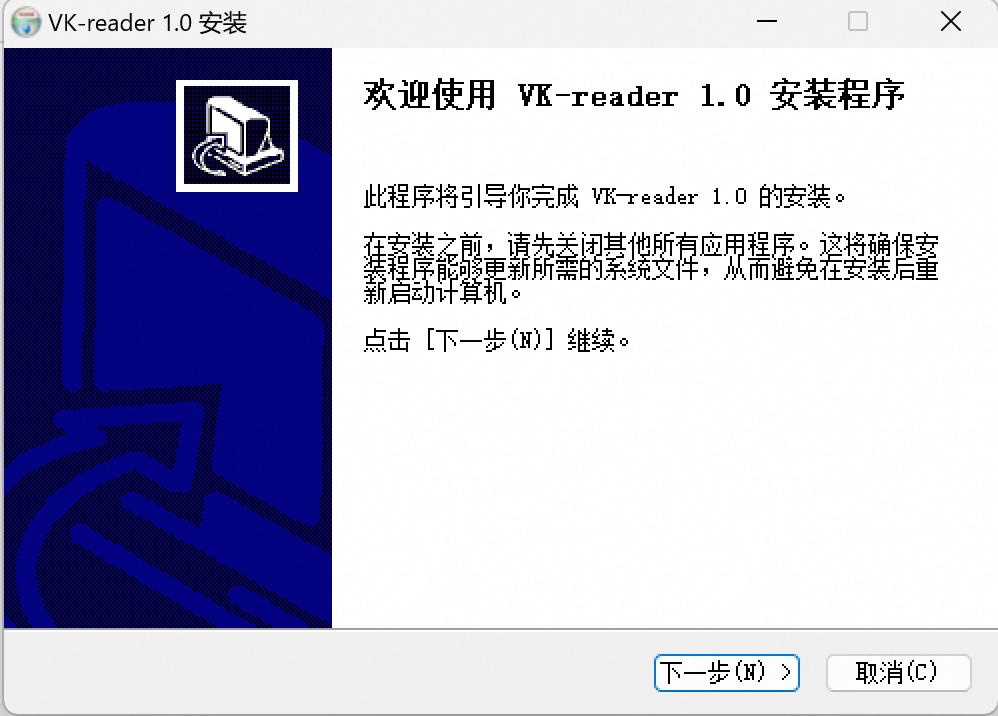 VK-reader 1.0 安装
欢迎使用 VK-reader 1.0 安装程序
此程序将引导你完成 VK-reader 1.0 的安装。
在安装之前，请先关闭其他所有应用程序。这将确保安
装程序能够更新所需的系统文件，从而避免在安装后重
新启动计算机。
点击 [下一步(N)] 继续。
下一步(N) >
取消(C)